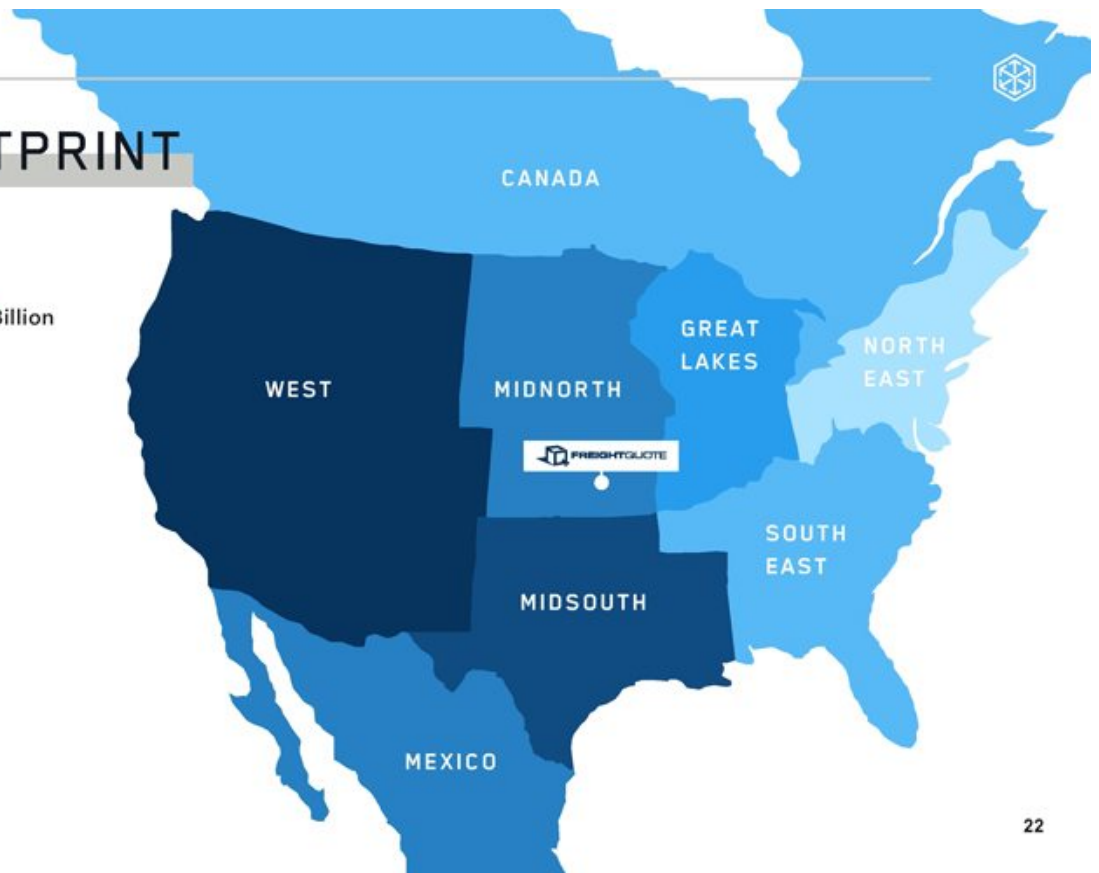 TPRINT
Billion
CANADA
WEST
MIDNORTH
GREAT
LAKES
NORTH
EAST
FREIGHTQUOTE
SOUTH
EAST
MIDSOUTH
MEXICO
22